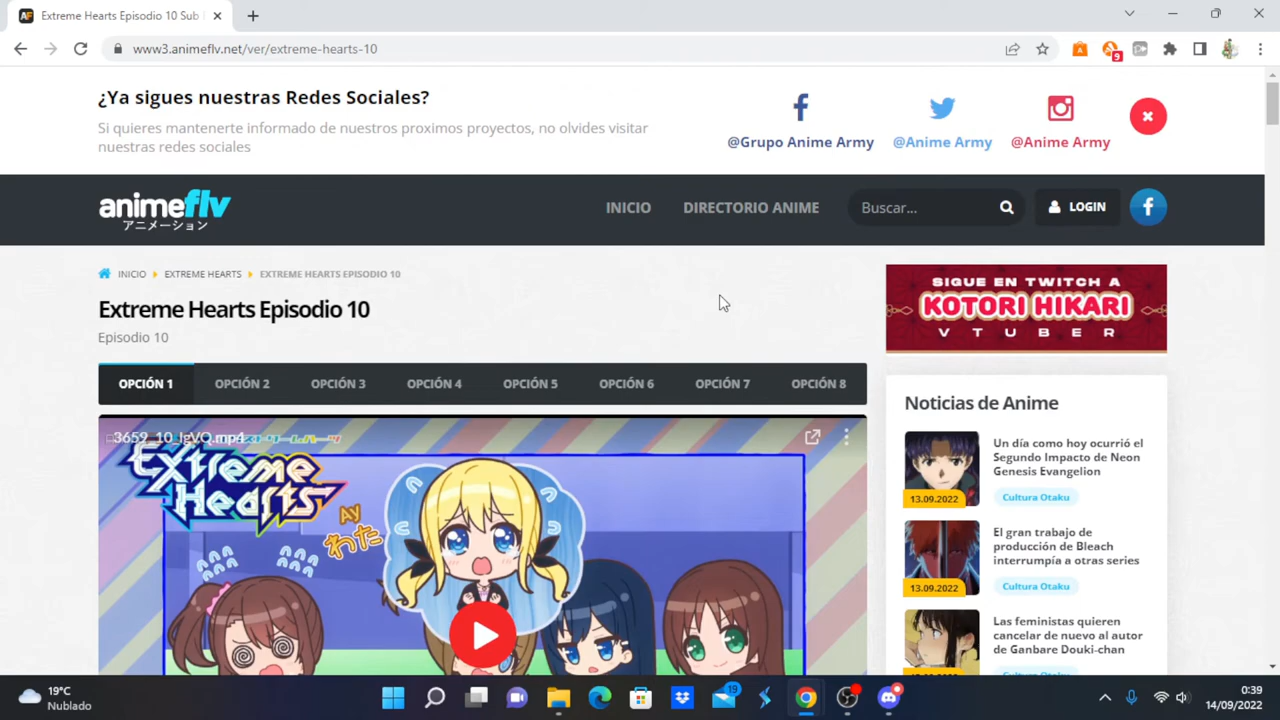 Extreme Hearts Episodio 10 Sub
www3.animeflv.net/ver/extreme-hearts-10
9
¿Ya sigues nuestras Redes Sociales?
Si quieres mantenerte informado de nuestros proximos proyectos, no olvides visitar
nuestras redes sociales
@Grupo Anime Army
@Anime Army
@Anime Army
animeflv
アニメーション
INICIO
DIRECTORIO ANIME
Buscar...
LOGIN
INICIO
EXTREME HEARTS
EXTREME HEARTS EPISODIO 10
Extreme Hearts Episodio 10
Episodio 10
SIGUE EN TWITCH A
KOTORI HIKARI
VTUBER
OPCIÓN 1
OPCIÓN 2
OPCIÓN 3
OPCIÓN 4
OPCIÓN 5
OPCIÓN 6
OPCIÓN 7
OPCIÓN 8
3659_10_IgVQ.mp4
Extreme
Hearts
わた
Noticias de Anime
Un día como hoy ocurrió el
Segundo Impacto de Neon
Genesis Evangelion
13.09.2022
Cultura Otaku
El gran trabajo de
producción de Bleach
interrumpía a otras series
13.09.2022
Cultura Otaku
Las feministas quieren
cancelar de nuevo al autor
de Ganbare Douki-chan
19°C
Nublado
19
0:39
14/09/2022